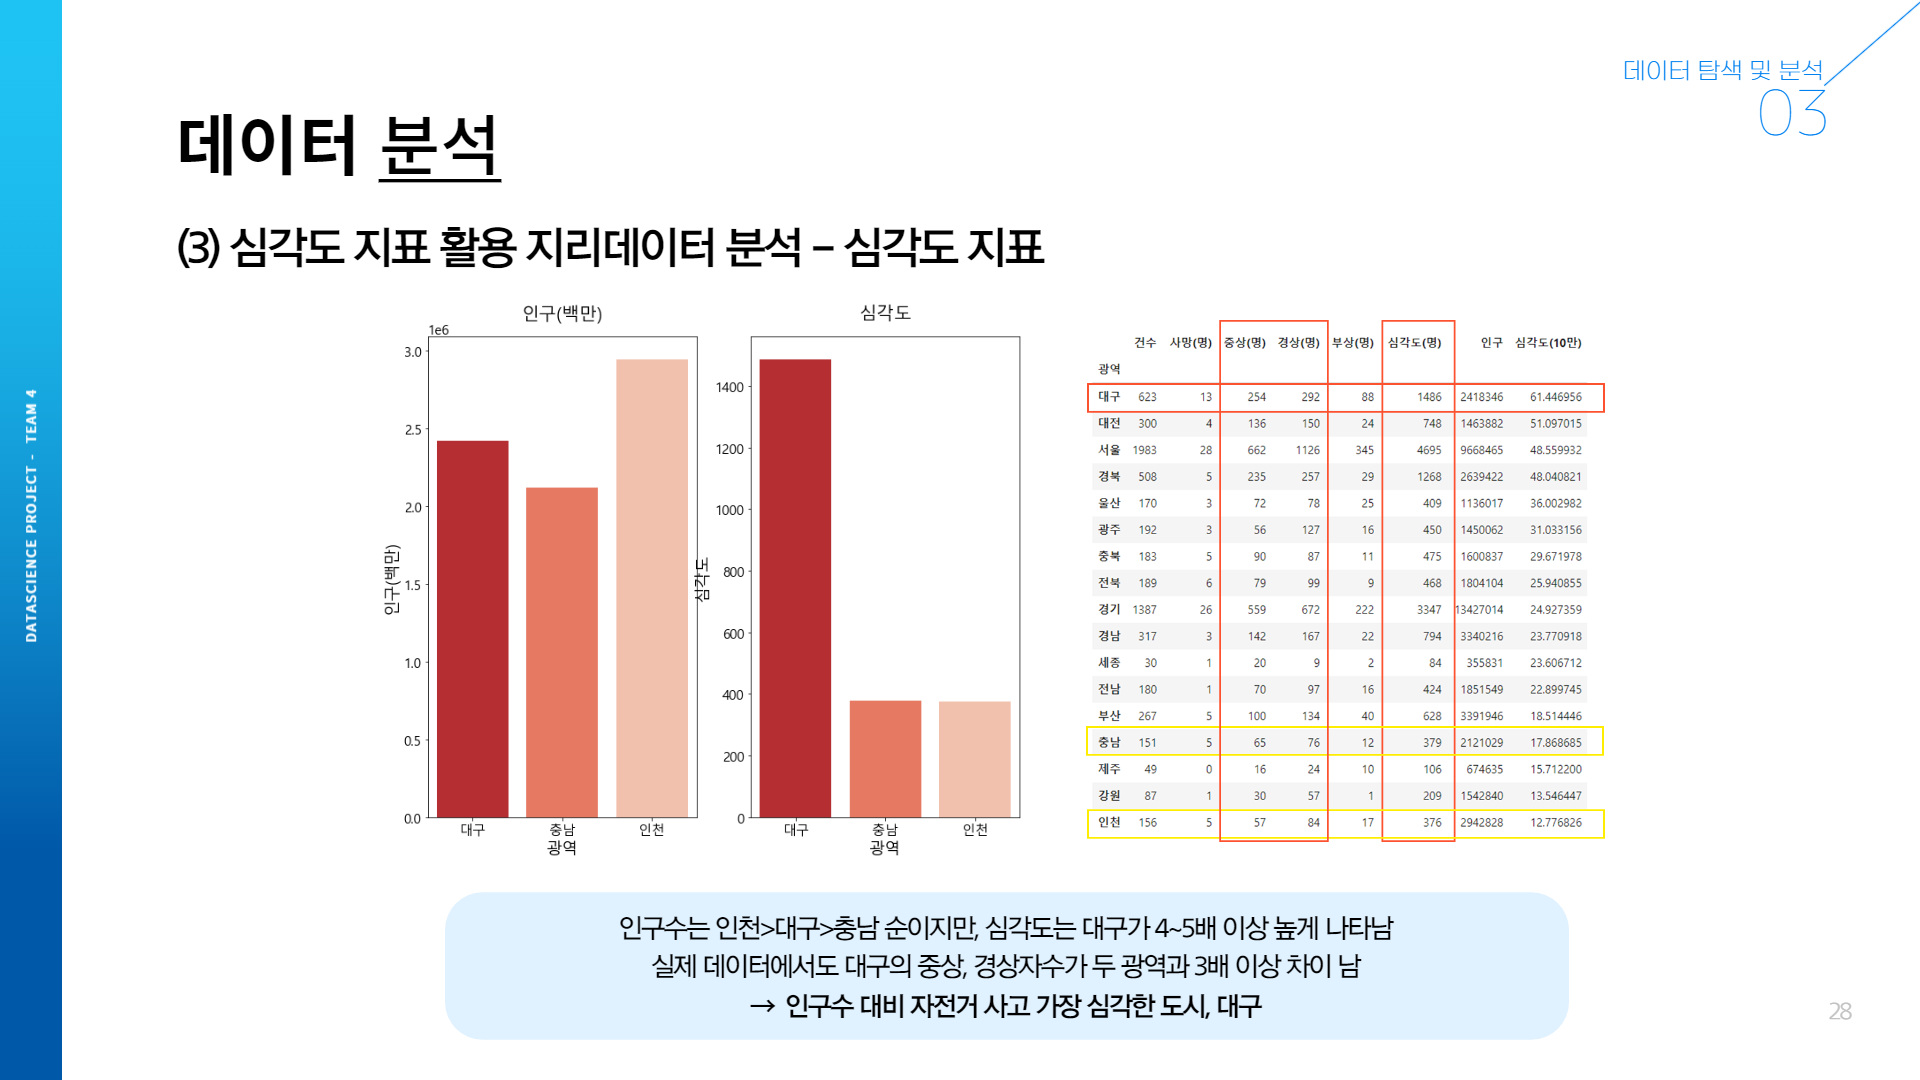 데이터 탐색 및 분석
03
데이터 분석
(3) 심각도 지표 활용 지리데이터 분석 – 심각도 지표
DATASCIENCE PROJECT - TEAM 4
인구(백만)
1e6
3.0
2.5
2.0
1.5
1.0
0.5
0.0
인구(백만)
대구 충남 인천
광역
심각도
1400
1200
1000
800
600
400
200
0
심각도
대구 충남 인천
광역
건수 사망(명) 중상(명) 경상(명) 부상(명) 심각도(명) 인구 심각도(10만)
광역
대구 623 13 254 292 88 1486 2418346 61.446956
대전 300 4 136 150 24 748 1463882 51.097015
서울 1983 28 662 1126 345 4695 9668465 48.559932
경북 508 5 235 257 29 1268 2639422 48.040821
울산 170 3 72 78 25 409 1136017 36.002982
광주 192 3 56 127 16 450 1450062 31.033156
충북 183 5 90 87 11 475 1600837 29.671978
전북 189 6 79 99 9 468 1804104 25.940855
경기 1387 26 559 672 222 3347 13427014 24.927359
경남 317 3 142 167 22 794 3340216 23.770918
세종 30 1 20 9 2 84 355831 23.606712
전남 180 1 70 97 16 424 1851549 22.899745
부산 267 5 100 134 40 628 3391946 18.514446
충남 151 5 65 76 12 379 2121029 17.868685
제주 49 0 16 24 10 106 674635 15.712200
강원 87 1 30 57 1 209 1542840 13.546447
인천 156 5 57 84 17 376 2942828 12.776826
인구수는 인천>대구>충남 순이지만, 심각도는 대구가 4~5배 이상 높게 나타남
실제 데이터에서도 대구의 중상, 경상자수가 두 광역과 3배 이상 차이 남
→ 인구수 대비 자전거 사고 가장 심각한 도시, 대구
28